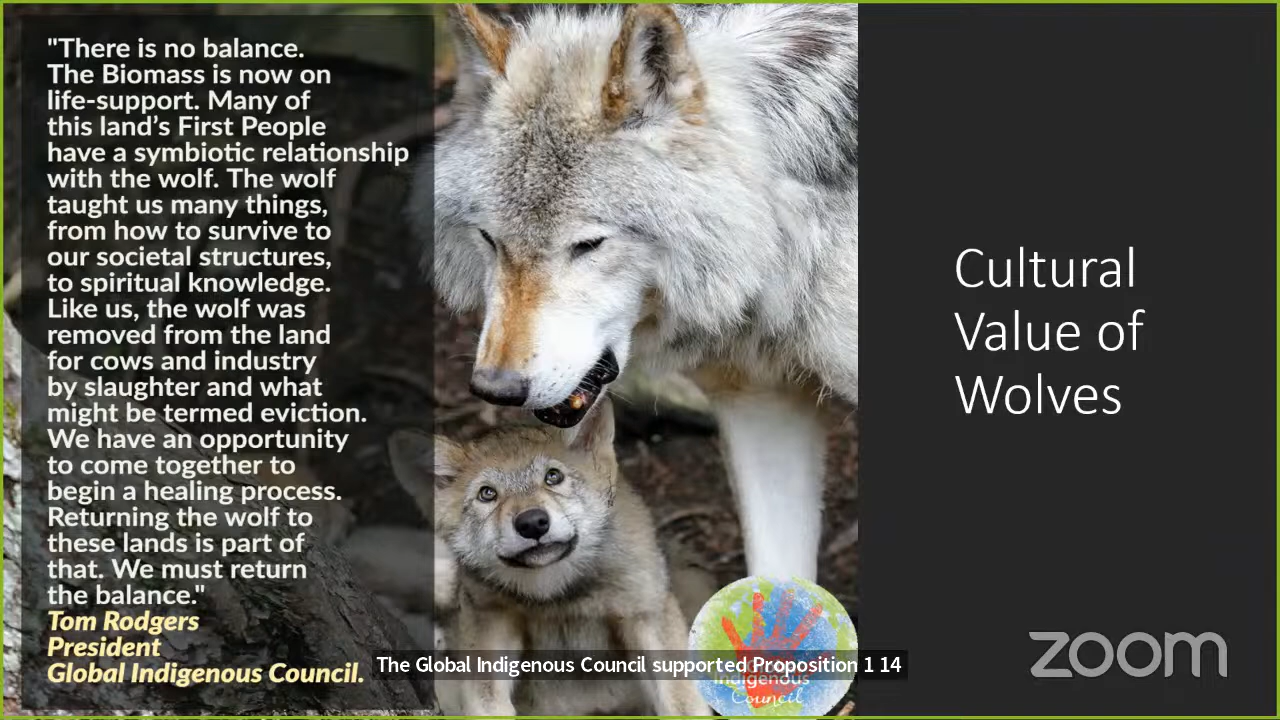 "There is no balance.
The Biomass is now on
life-support. Many of
this land's First People
have a symbiotic relationship
with the wolf. The wolf
taught us many things,
from how to survive to
our societal structures,
to spiritual knowledge.
Like us, the wolf was
removed from the land
for cows and industry
by slaughter and what
might be termed eviction.
We have an opportunity
to come together to
begin a healing process.
Returning the wolf to
these lands is part of
that. We must return
the balance."
Tom Rodgers
President
Global Indigenous Council.
Cultural
Value of
Wolves
The Global Indigenous Council supported Proposition 1 14
Indigenous
Council
zoom